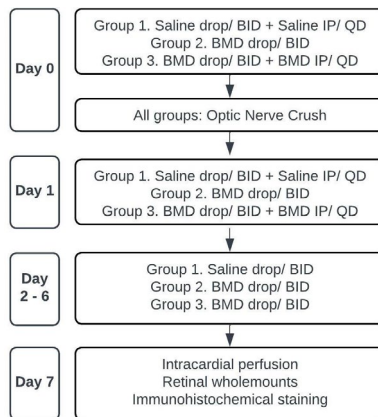 Day 0
Group 1. Saline drop/ BID + Saline IP/ QD
Group 2. BMD drop/ BID
Group 3. BMD drop/ BID + BMD IP/ QD
All groups: Optic Nerve Crush
Day 1
Group 1. Saline drop/ BID + Saline IP/ QD
Group 2. BMD drop/ BID
Group 3. BMD drop/ BID + BMD IP/ QD
Day
2 - 6
Group 1. Saline drop/ BID
Group 2. BMD drop/ BID
Group 3. BMD drop/ BID
Day 7
Intracardial perfusion
Retinal wholemounts
Immunohistochemical staining